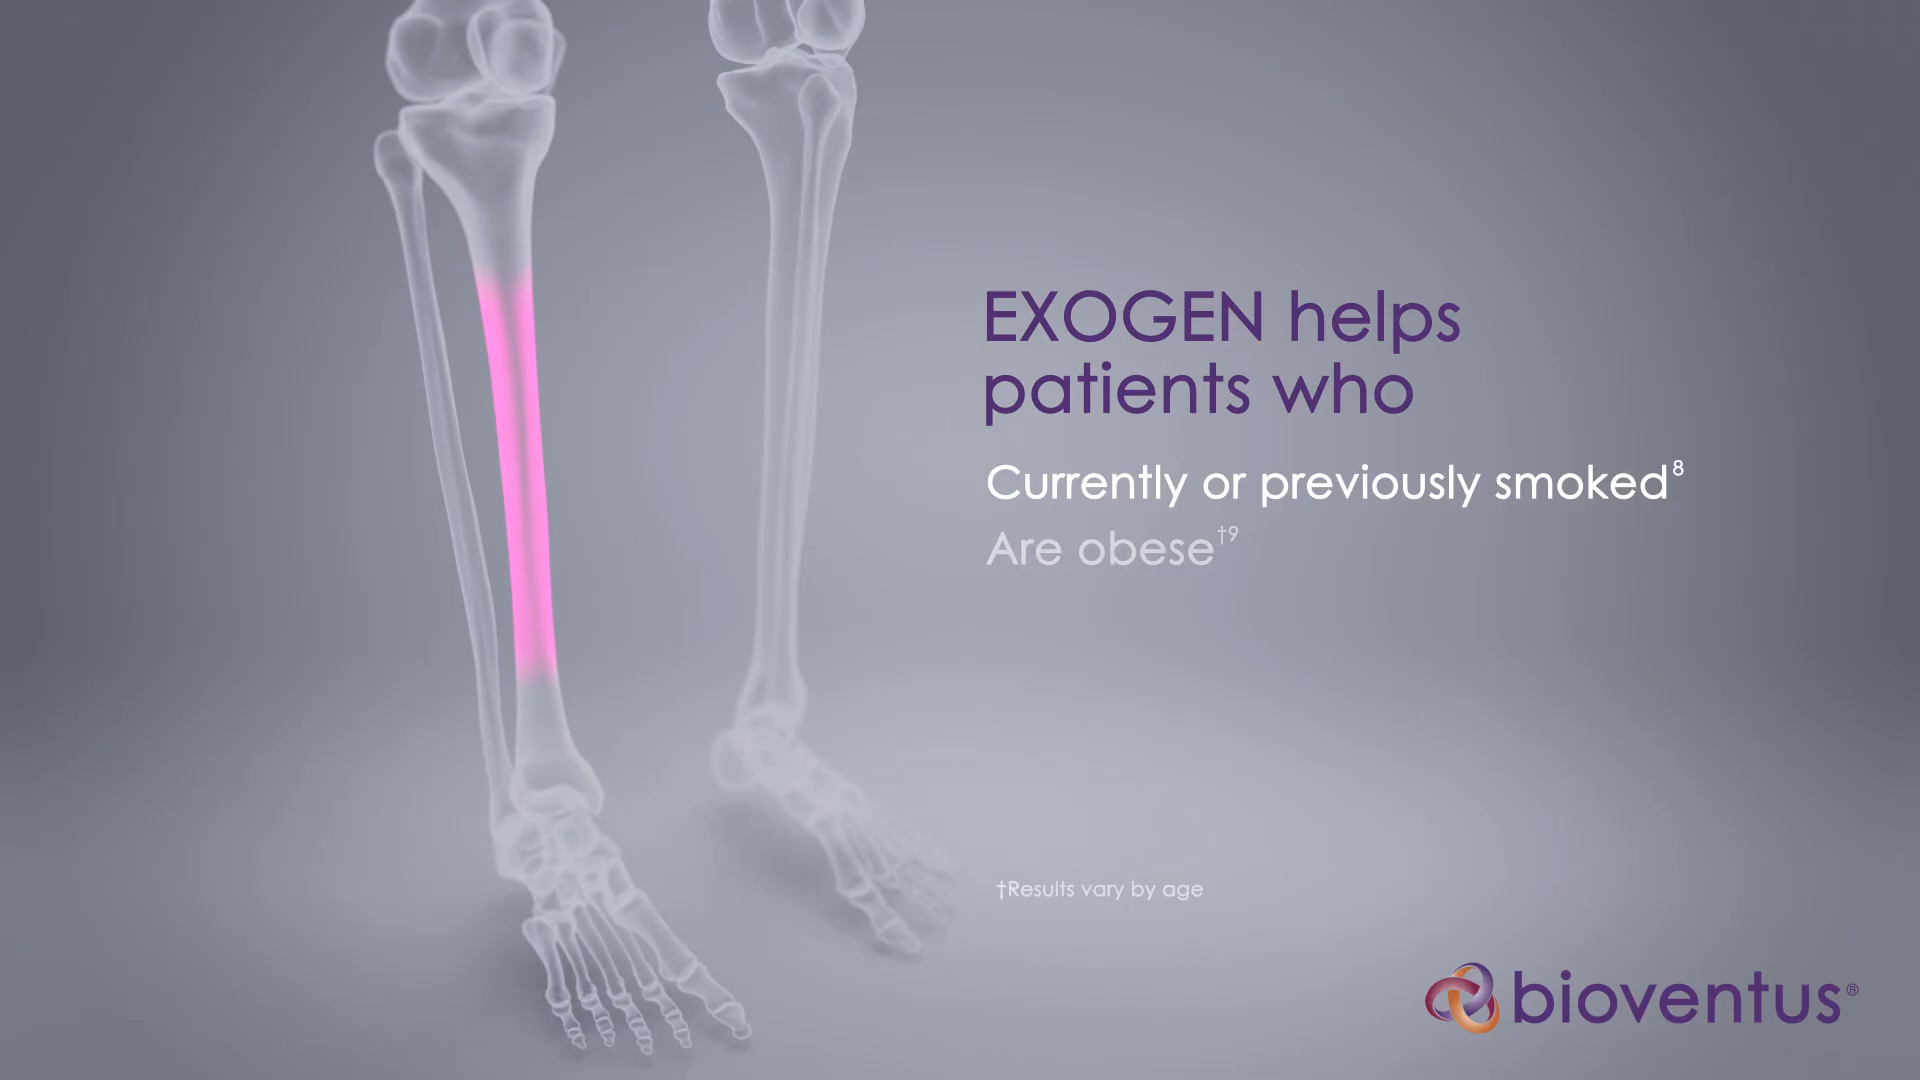 EXOGEN helps
patients who
Currently or previously smoked⁸
Are obese†⁹
†Results vary by age
bioventus®